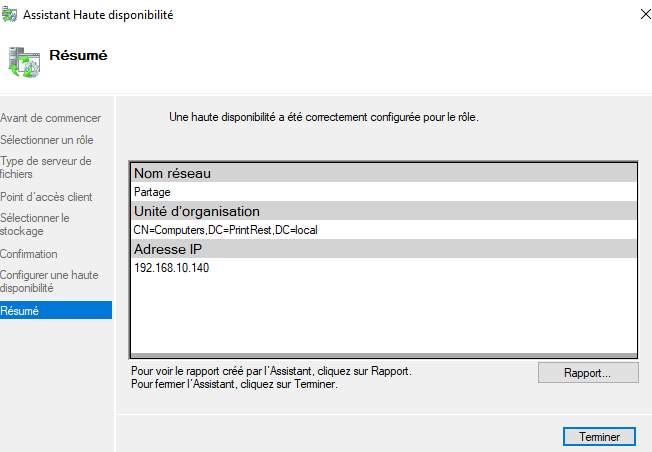 Assistant Haute disponibilité
Résumé
Avant de commencer
Sélectionner un rôle
Type de serveur de
fichiers
Point d'accès client
Sélectionner le
stockage
Confirmation
Configurer une haute
disponibilité
Résumé
Une haute disponibilité a été correctement configurée pour le rôle.
Nom réseau
Partage
Unité d'organisation
CN=Computers,DC=PrintRest,DC=local
Adresse IP
192.168.10.140
Pour voir le rapport créé par l'Assistant, cliquez sur Rapport.
Pour fermer l'Assistant, cliquez sur Terminer.
Rapport...
Terminer